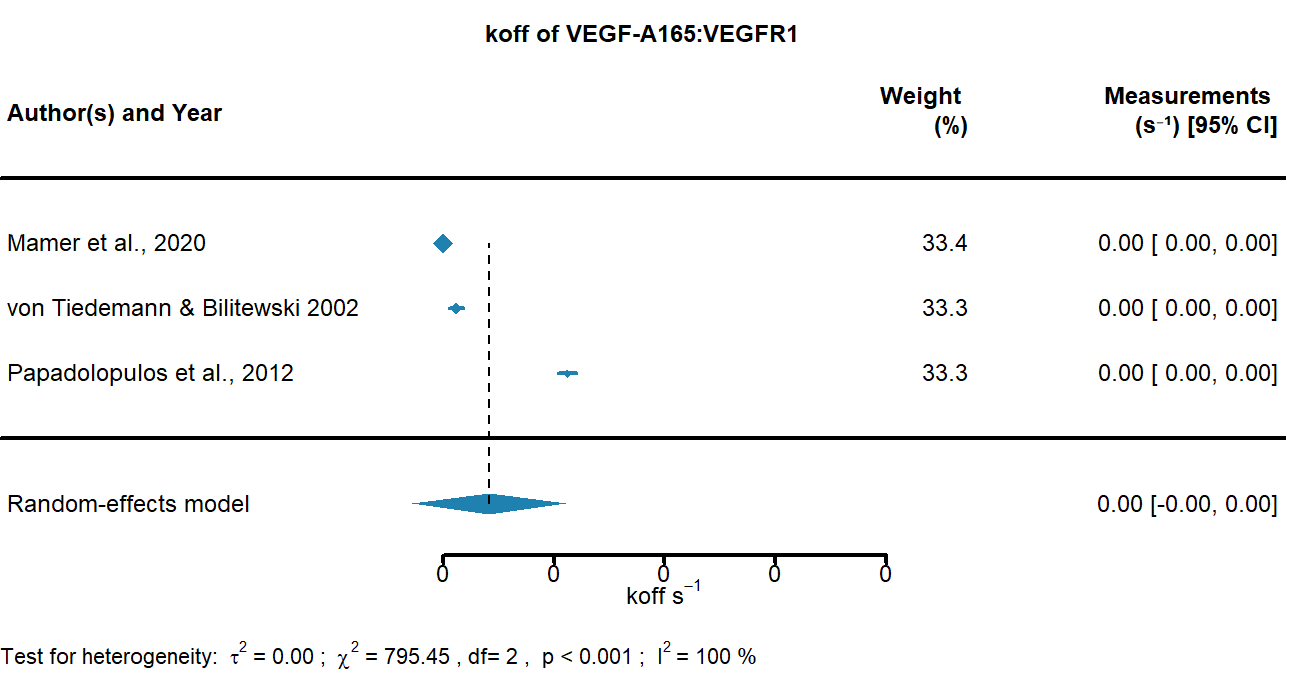 koff of VEGF-A165:VEGFR1
Author(s) and Year
Weight (%)
Measurements (s⁻¹) [95% CI]
Mamer et al., 2020 33.4 0.00 [ 0.00, 0.00]
von Tiedemann & Bilitewski 2002 33.3 0.00 [ 0.00, 0.00]
Papadolopulos et al., 2012 33.3 0.00 [ 0.00, 0.00]
Random-effects model 0.00 [-0.00, 0.00]
0 0 0 0 0
koff s⁻¹
Test for heterogeneity: τ² = 0.00 ; χ² = 795.45 , df= 2 , p < 0.001 ; I² = 100 %